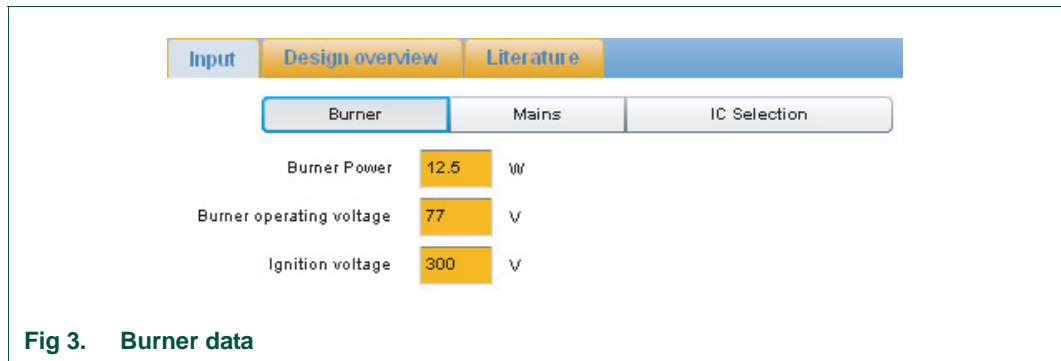 Input Design overview Literature
Burner Mains IC Selection
Burner Power 12.5 W
Burner operating voltage 77 V
Ignition voltage 300 V
Fig 3. Burner data